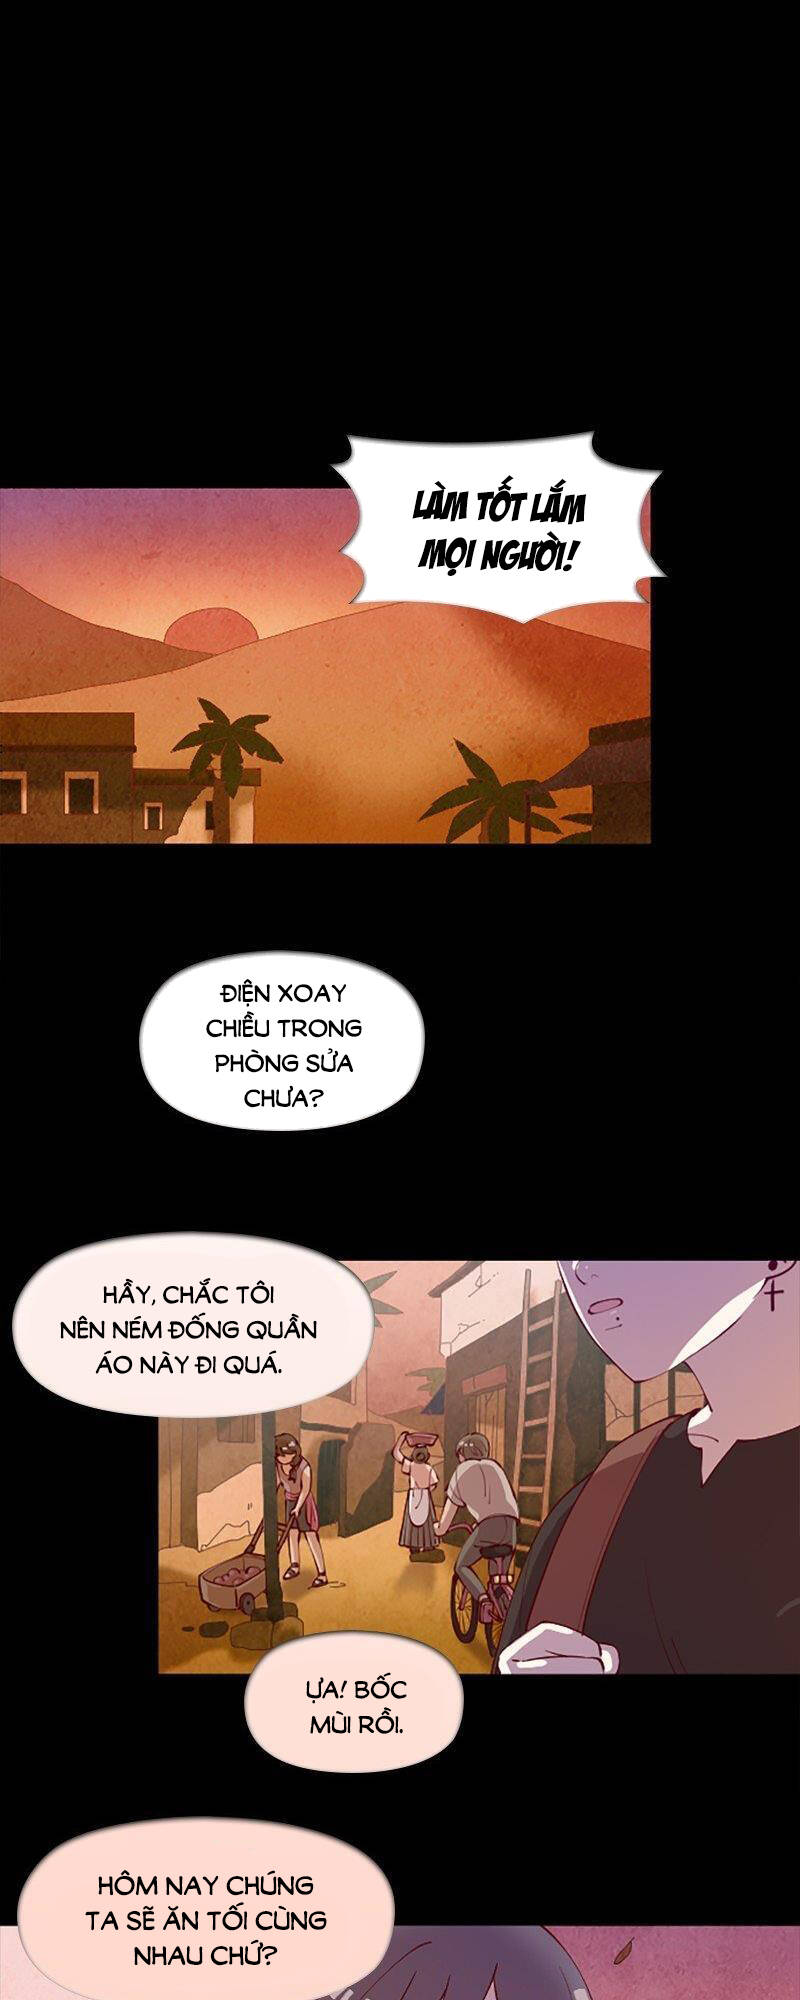 LÀM TỐT LẮM
MỌI NGƯỜI!
ĐIỆN XOAY
CHIỀU TRONG
PHÒNG SỬA
CHƯA?
HẦY, CHẮC TÔI
NÊN NÉM ĐỐNG QUẦN
ÁO NÀY ĐI QUÁ.
ỰA! BỐC
MÙI RỒI.
HÔM NAY CHÚNG
TA SẼ ĂN TỐI CÙNG
NHAU CHỨ?